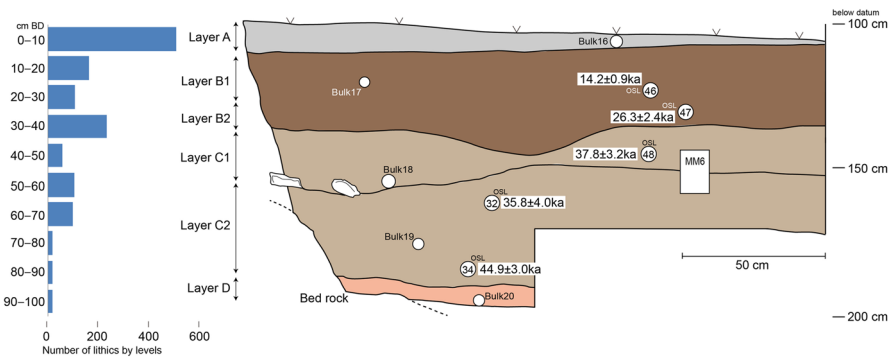 cm BD
0–10
10–20
20–30
30–40
40–50
50–60
60–70
70–80
80–90
90–100
0
200
400
600
Number of lithics by levels
Layer A
Layer B1
Layer B2
Layer C1
Layer C2
Layer D
Bed rock
Bulk16
Bulk17
14.2±0.9ka
OSL
46
OSL
47
26.3±2.4ka
OSL
37.8±3.2ka
48
MM6
Bulk18
OSL
32
35.8±4.0ka
Bulk19
OSL
34
44.9±3.0ka
Bulk20
below datum
100 cm
150 cm
50 cm
200 cm